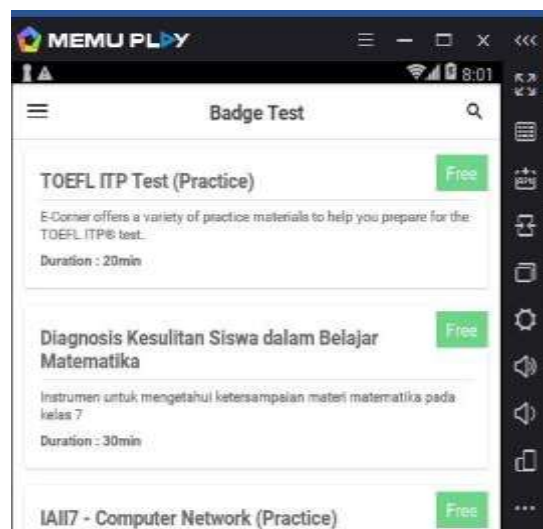 MEMU PLAY
8:01
Badge Test
TOEFL ITP Test (Practice)
Free
E-Corner offers a variety of practice materials to help you prepare for the
TOEFL ITP® test.
Duration : 20min
Diagnosis Kesulitan Siswa dalam Belajar
Matematika
Free
Instrumen untuk mengetahui ketersampaian materi matematika pada
kelas 7
Duration : 30min
IAII7 - Computer Network (Practice)
Free